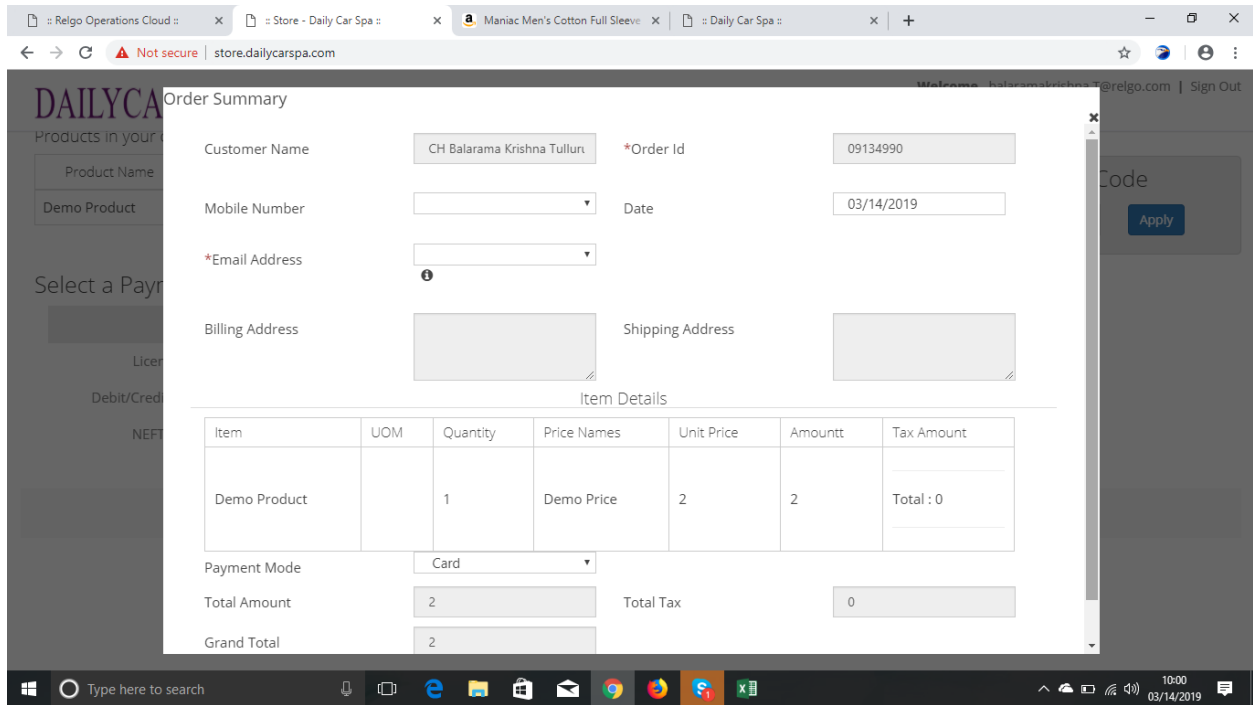 :: Relgo Operations Cloud :: :: Store - Daily Car Spa :: Maniac Men's Cotton Full Sleeve :: Daily Car Spa ::
Not secure | store.dailycarspa.com
DAILYCA Order Summary Welcome balaramakrishna.T@relgo.com | Sign Out
Products in your
Customer Name CH Balarama Krishna Tulluru *Order Id 09134990
Product Name Code
Demo Product Mobile Number Date 03/14/2019 Apply
*Email Address
Select a Payr
Billing Address Shipping Address
Licer
Debit/Credi Item Details
NEFT Item UOM Quantity Price Names Unit Price Amountt Tax Amount
Demo Product 1 Demo Price 2 2 Total : 0
Payment Mode Card
Total Amount 2 Total Tax 0
Grand Total 2
Type here to search 10:00
03/14/2019